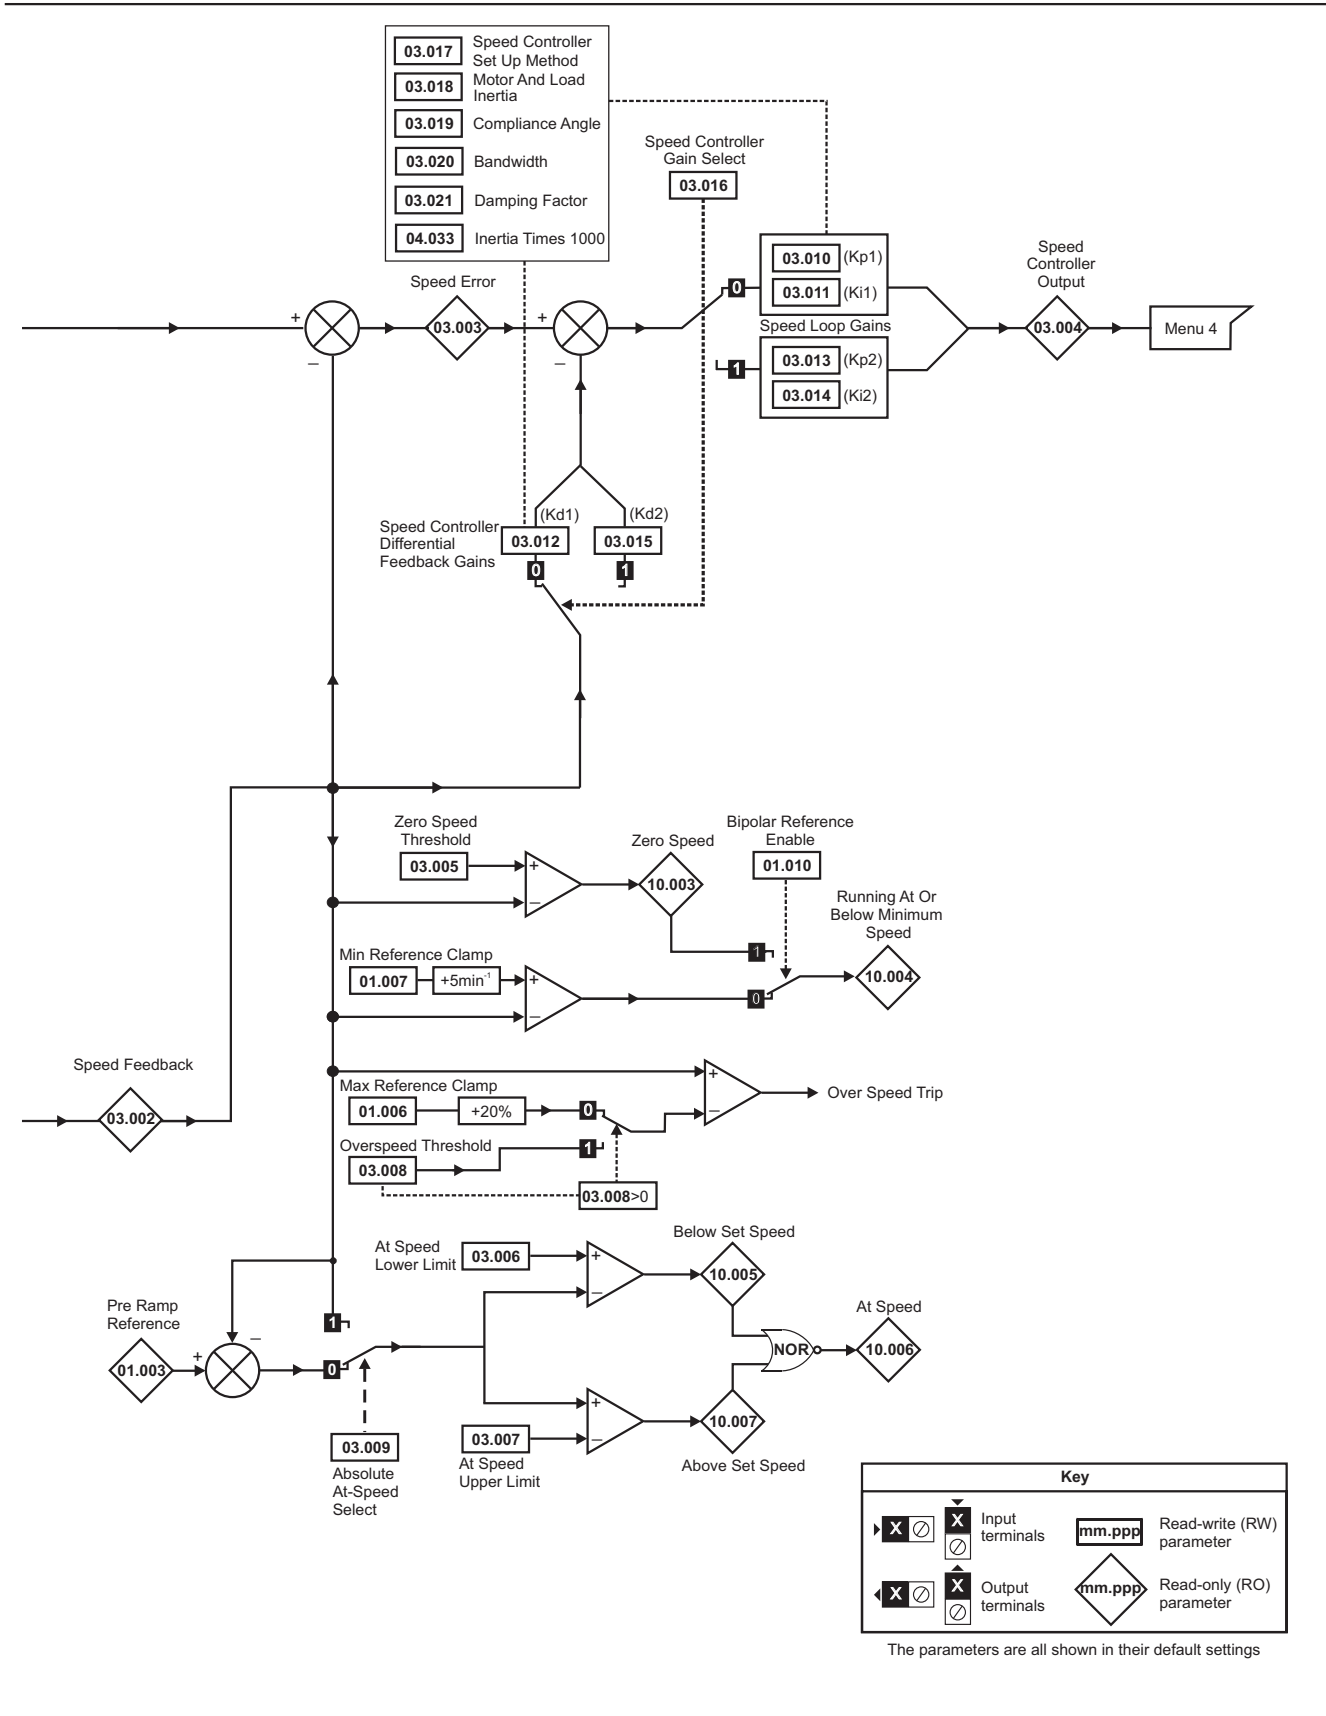 03.017 Speed Controller
Set Up Method
03.018 Motor And Load
Inertia
03.019 Compliance Angle
03.020 Bandwidth
03.021 Damping Factor
04.033 Inertia Times 1000
Speed Controller
Gain Select
03.016
Speed Error
+
03.003
+
–
–
0
03.010 (Kp1)
03.011 (Ki1)
Speed Loop Gains
1
03.013 (Kp2)
03.014 (Ki2)
Speed
Controller
Output
03.004
Menu 4
Speed Controller
Differential
Feedback Gains
(Kd1)
03.012
0
(Kd2)
03.015
1
Zero Speed
Threshold
03.005
+
–
Zero Speed
10.003
Bipolar Reference
Enable
01.010
Running At Or
Below Minimum
Speed
1
10.004
Min Reference Clamp
01.007 +5min-1
+
–
0
Speed Feedback
03.002
Max Reference Clamp
01.006 +20% 0
+
–
Over Speed Trip
Overspeed Threshold
03.008
1
03.008>0
At Speed
Lower Limit
03.006
+
–
Below Set Speed
10.005
Pre Ramp
Reference
01.003
+
–
1
0
NOR
At Speed
10.006
03.009
Absolute
At-Speed
Select
+
–
03.007
At Speed
Upper Limit
10.007
Above Set Speed
Key
X X Input
terminals
mm.ppp Read-write (RW)
parameter
X X Output
terminals
mm.ppp Read-only (RO)
parameter
The parameters are all shown in their default settings